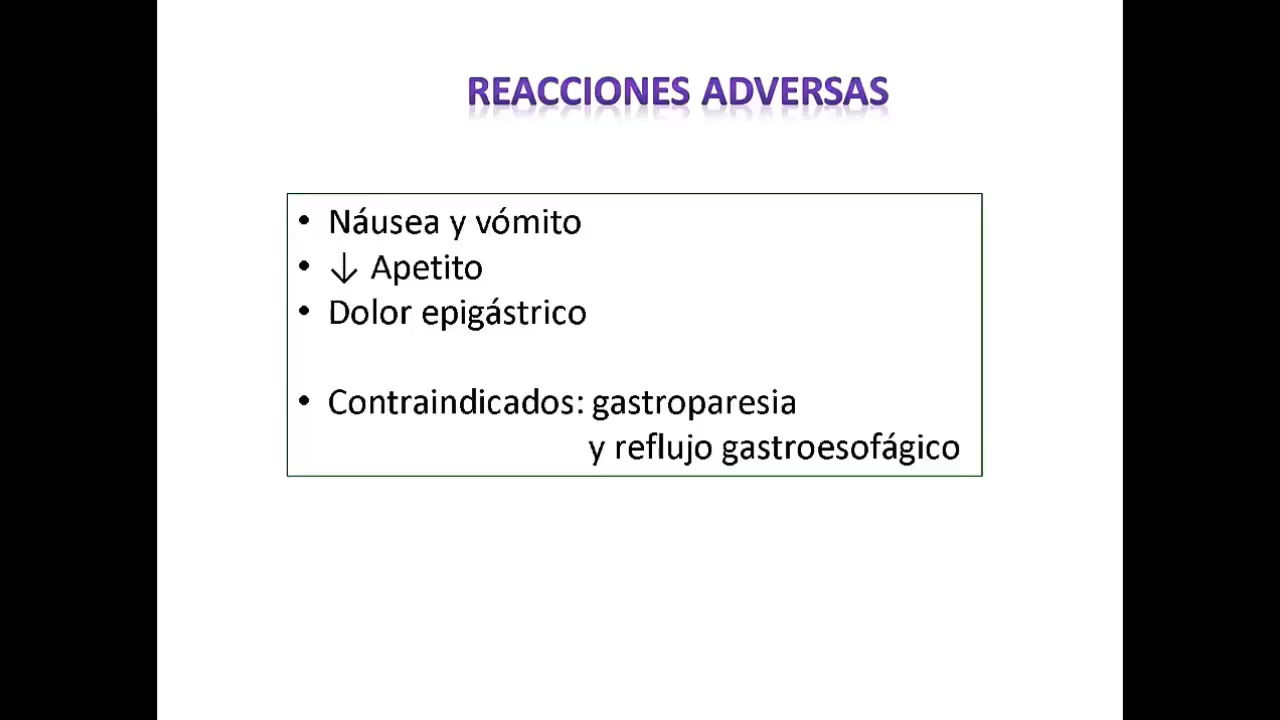 REACCIONES ADVERSAS
• Náusea y vómito
• ↓ Apetito
• Dolor epigástrico
• Contraindicados: gastroparesia
y reflujo gastroesofágico